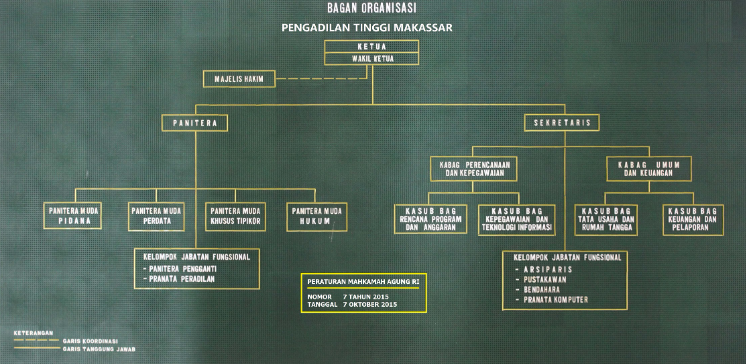 BAGAN ORGANISASI
PENGADILAN TINGGI MAKASSAR
KETUA
WAKIL KETUA
MAJELIS HAKIM
PANITERA
SEKRETARIS
KABAG PERENCANAAN
DAN KEPEGAWAIAN
KABAG UMUM
DAN KEUANGAN
PANITERA MUDA
PIDANA
PANITERA MUDA
PERDATA
PANITERA MUDA
KHUSUS TIPIKOR
PANITERA MUDA
HUKUM
KASUB BAG
RENCANA PROGRAM
DAN ANGGARAN
KASUB BAG
KEPEGAWAIAN DAN
TEKNOLOGI INFORMASI
KASUB BAG
TATA USAHA DAN
RUMAH TANGGA
KASUB BAG
KEUANGAN DAN
PELAPORAN
KELOMPOK JABATAN FUNGSIONAL
- PANITERA PENGGANTI
- PRANATA PERADILAN
KELOMPOK JABATAN FUNGSIONAL
- ARSIPARIS
- PUSTAKAWAN
- BENDAHARA
- PRANATA KOMPUTER
PERATURAN MAHKAMAH AGUNG RI
NOMOR 7 TAHUN 2015
TANGGAL 7 OKTOBER 2015
KETERANGAN
GARIS KOORDINASI
GARIS TANGGUNG JAWAB